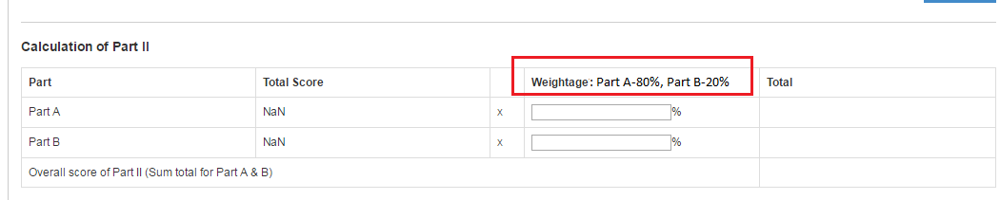 Calculation of Part II
Part Total Score Weightage: Part A-80%, Part B-20% Total
Part A NaN x %
Part B NaN x %
Overall score of Part II (Sum total for Part A & B)